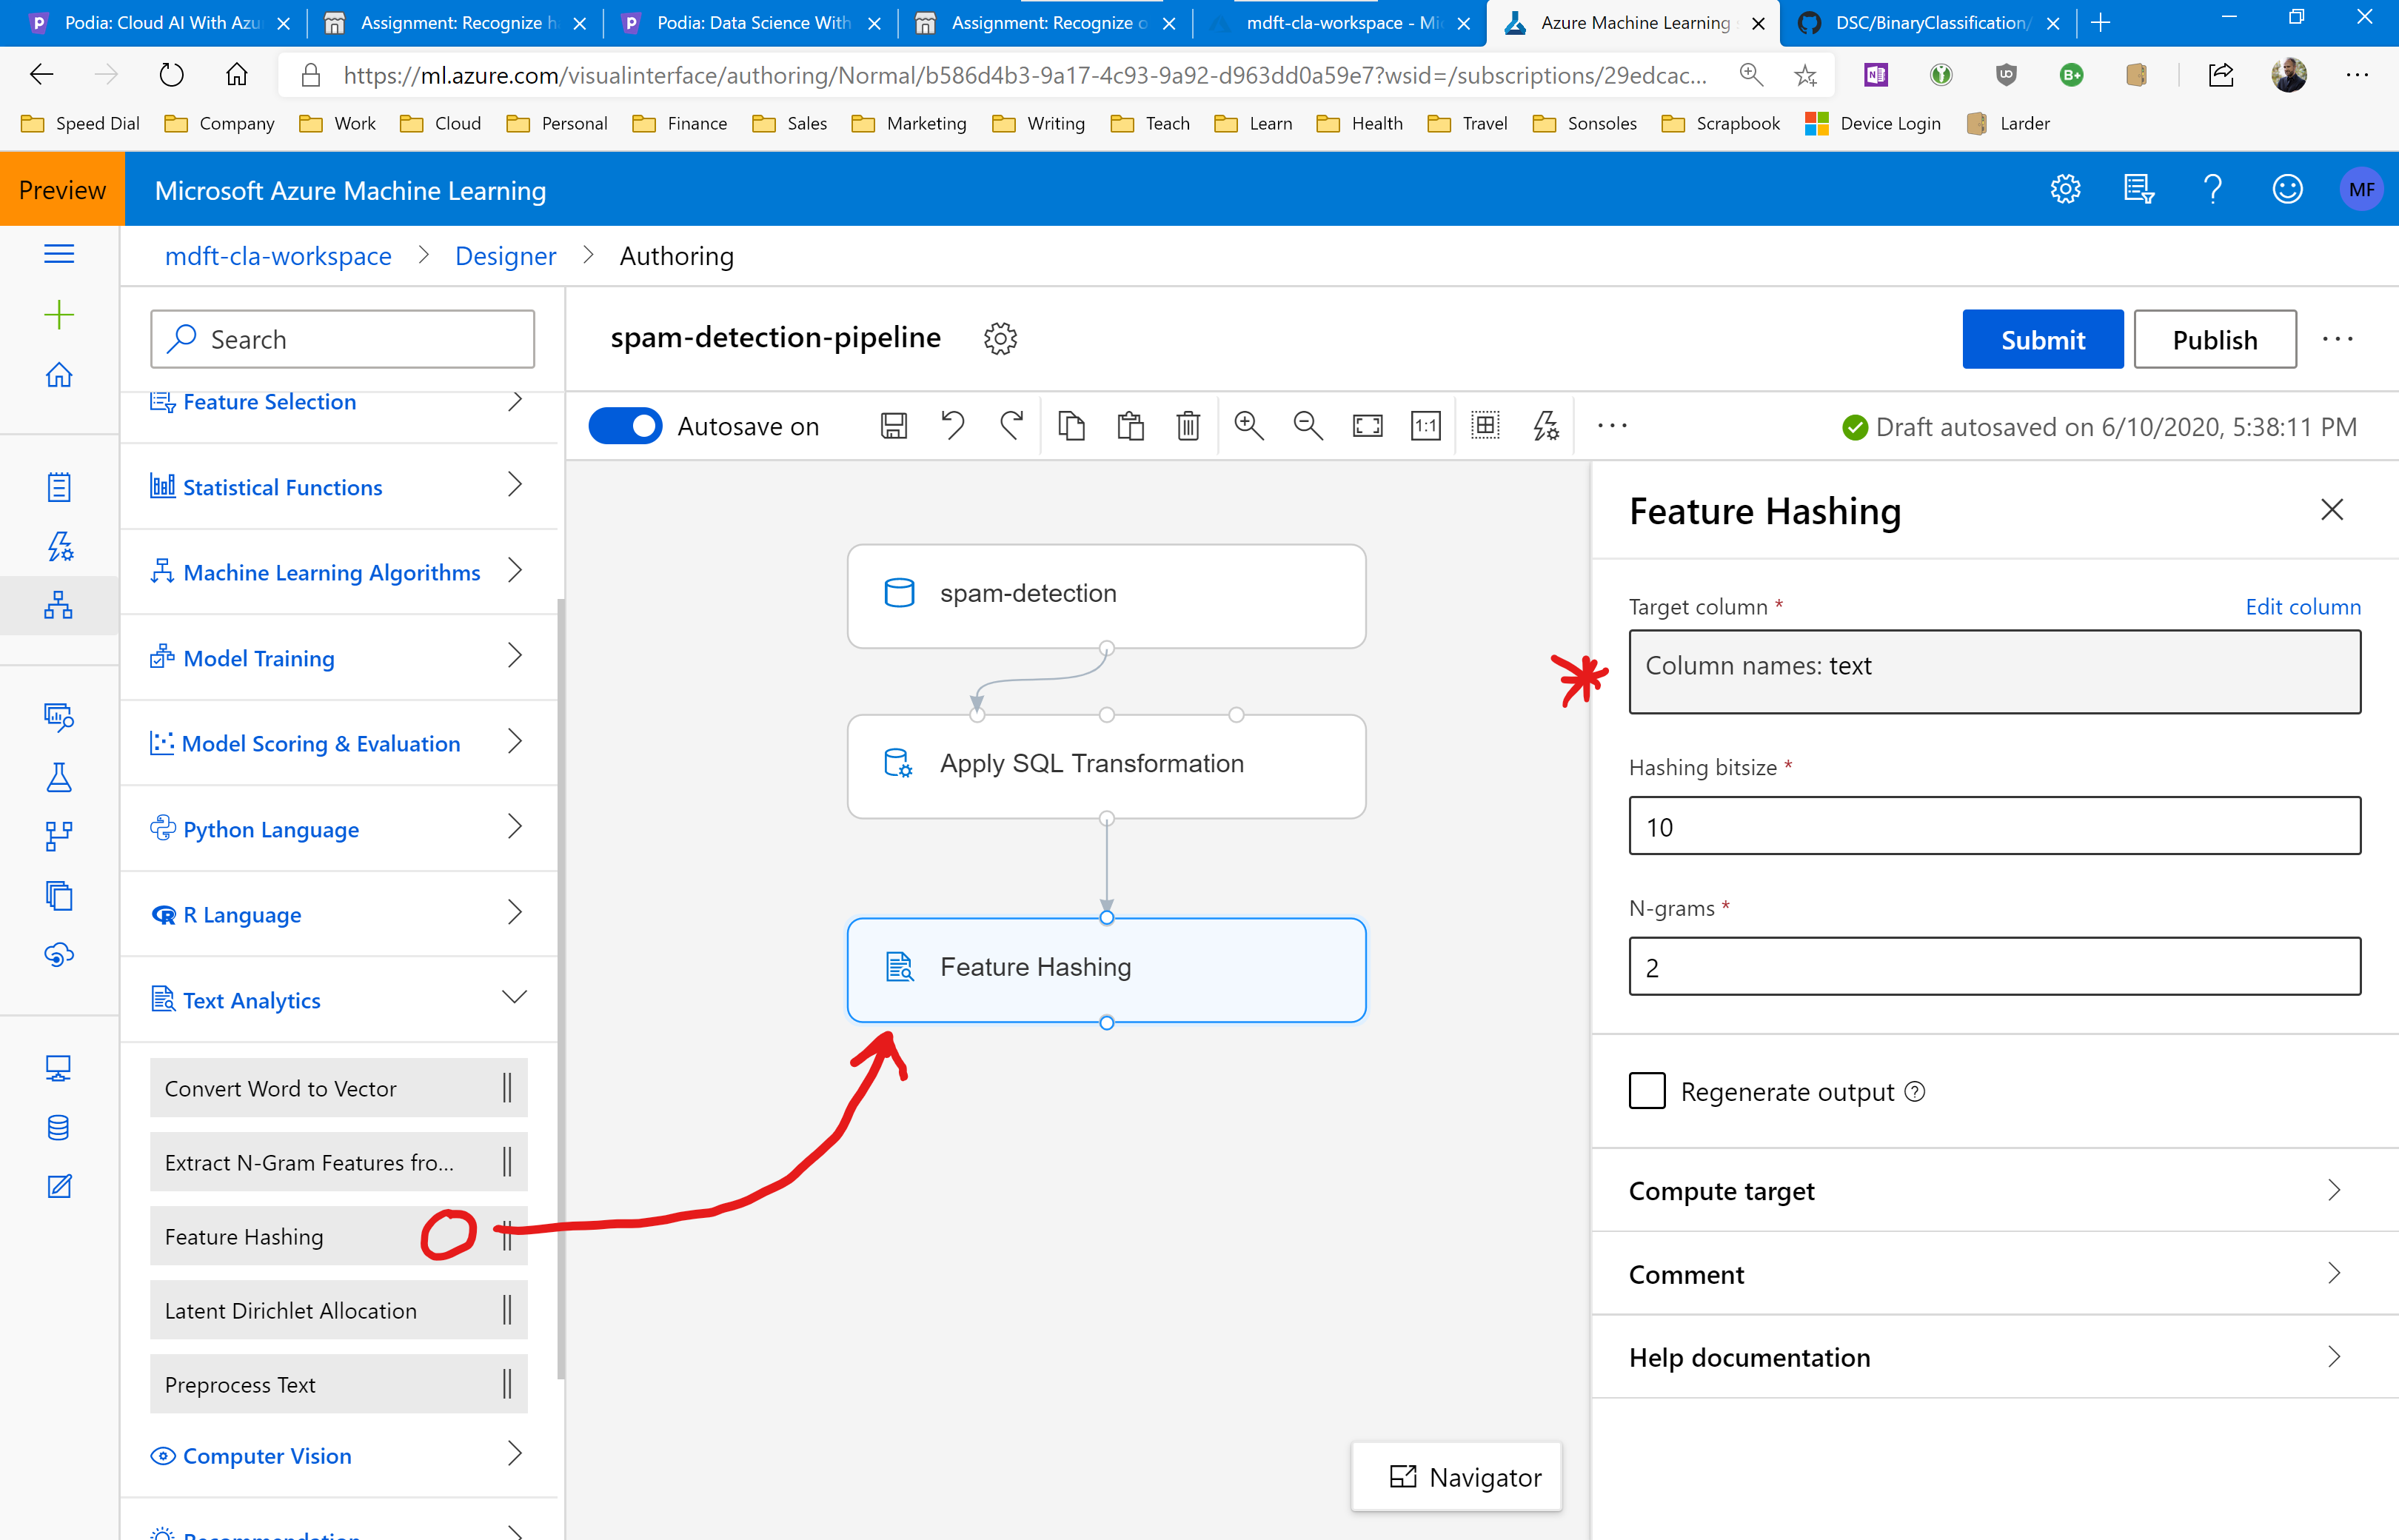 Podia: Cloud AI With Azu
Assignment: Recognize h
Podia: Data Science With
Assignment: Recognize o
mdft-cla-workspace - Mi
Azure Machine Learning
DSC/BinaryClassification/
https://ml.azure.com/visualinterface/authoring/Normal/b586d4b3-9a17-4c93-9a92-d963dd0a59e7?wsid=/subscriptions/29edcac...
Speed Dial
Company
Work
Cloud
Personal
Finance
Sales
Marketing
Writing
Teach
Learn
Health
Travel
Sonsoles
Scrapbook
Device Login
Larder
Preview
Microsoft Azure Machine Learning
MF
mdft-cla-workspace > Designer > Authoring
Search
spam-detection-pipeline
Submit
Publish
Autosave on
1:1
Draft autosaved on 6/10/2020, 5:38:11 PM
Feature Selection
Statistical Functions
Machine Learning Algorithms
Model Training
Model Scoring & Evaluation
Python Language
R Language
Text Analytics
Convert Word to Vector
Extract N-Gram Features fro...
Feature Hashing
Latent Dirichlet Allocation
Preprocess Text
Computer Vision
Recommendation
spam-detection
Apply SQL Transformation
Feature Hashing
Navigator
Feature Hashing
Target column *
Edit column
Column names: text
Hashing bitsize *
10
N-grams *
2
Regenerate output
Compute target
Comment
Help documentation